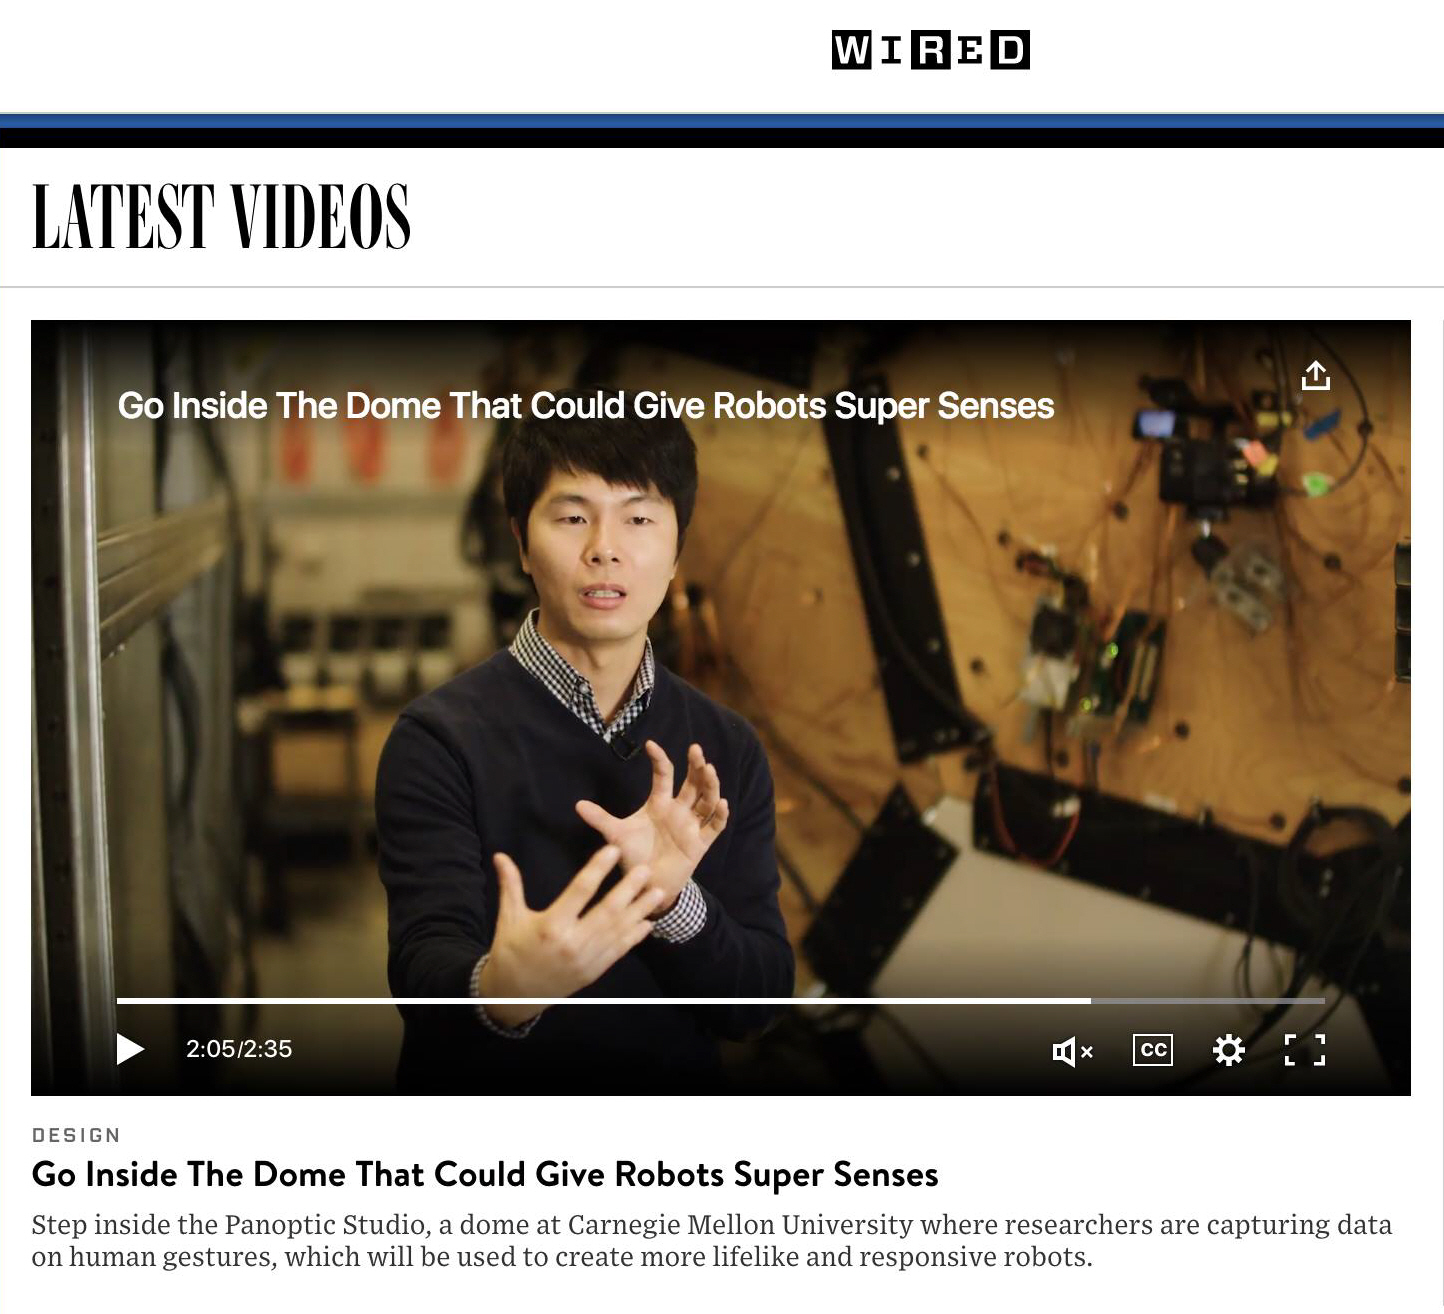 WIRED
LATEST VIDEOS
Go Inside The Dome That Could Give Robots Super Senses
2:05/2:35
CC
DESIGN
Go Inside The Dome That Could Give Robots Super Senses
Step inside the Panoptic Studio, a dome at Carnegie Mellon University where researchers are capturing data
on human gestures, which will be used to create more lifelike and responsive robots.